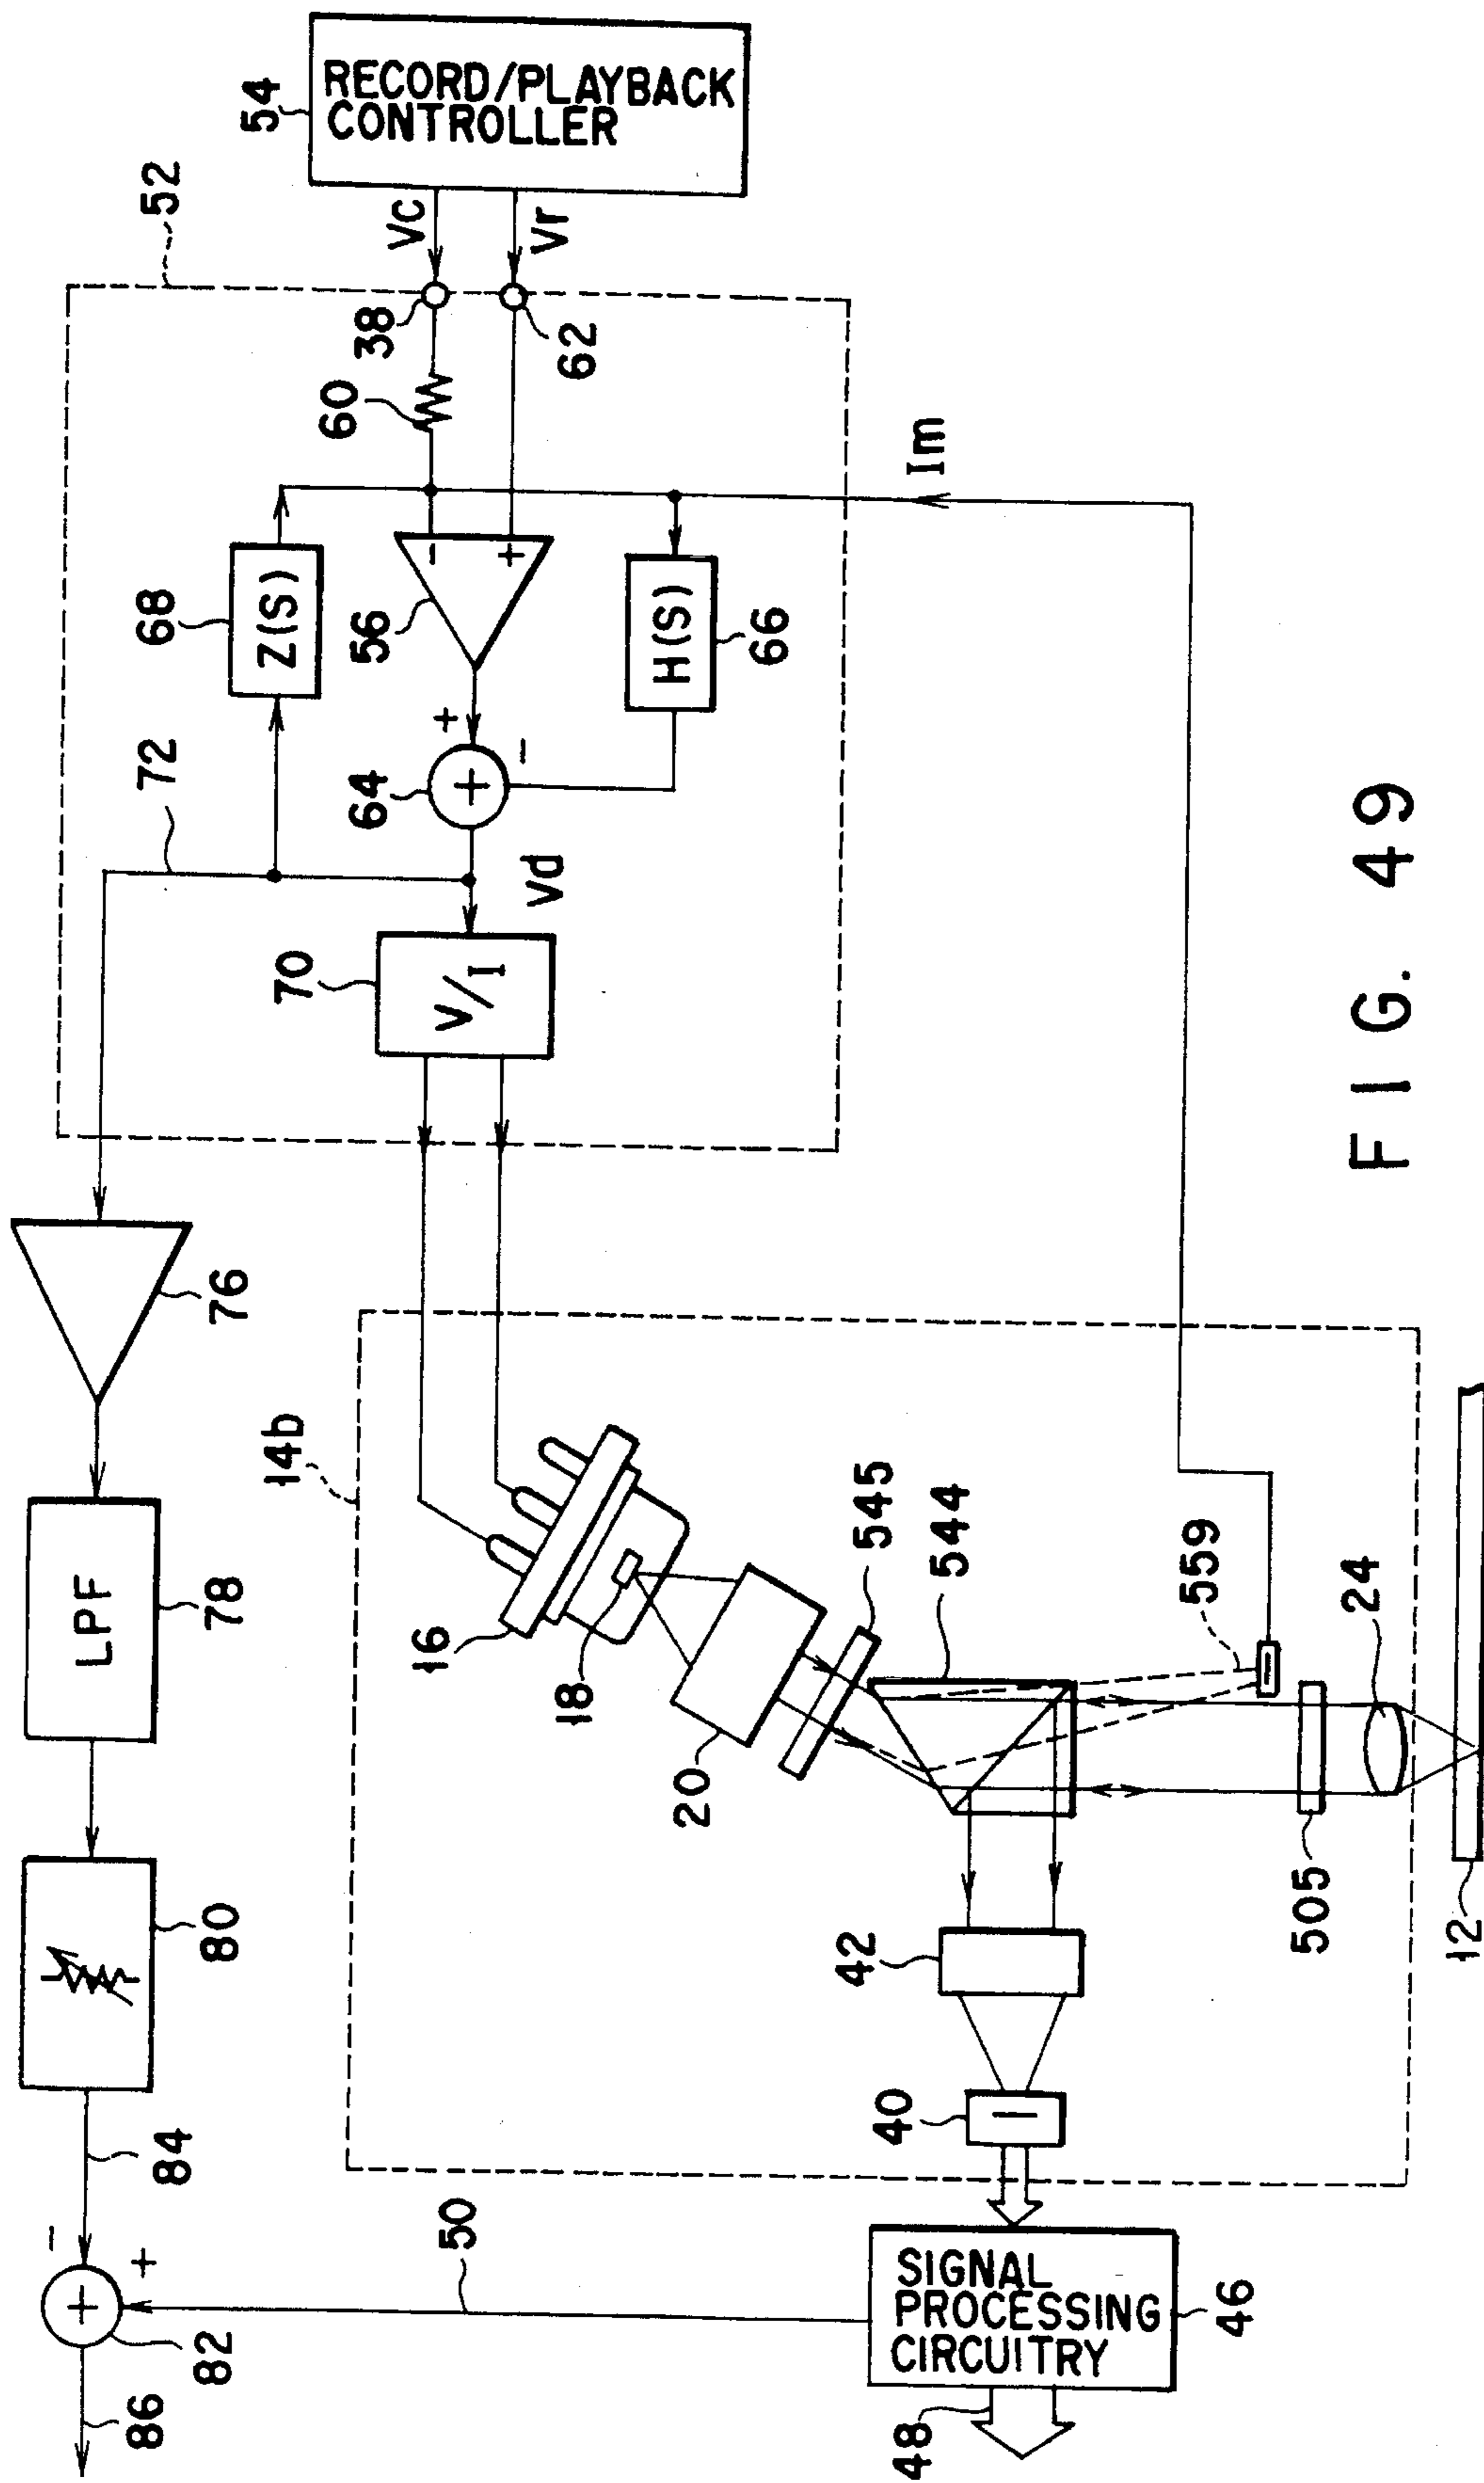 RECORD/PLAYBACK
CONTROLLER
54
52
Vc
Vr
38
62
60
Im
68
Z(S)
56
-
+
H(S)
66
72
64
+
-
+
Vd
70
V/I
76
14b
16
18
20
545
544
559
24
LPF
78
80
42
505
12
40
84
50
-
+
+
82
86
SIGNAL
PROCESSING
CIRCUITRY
46
48
FIG. 49